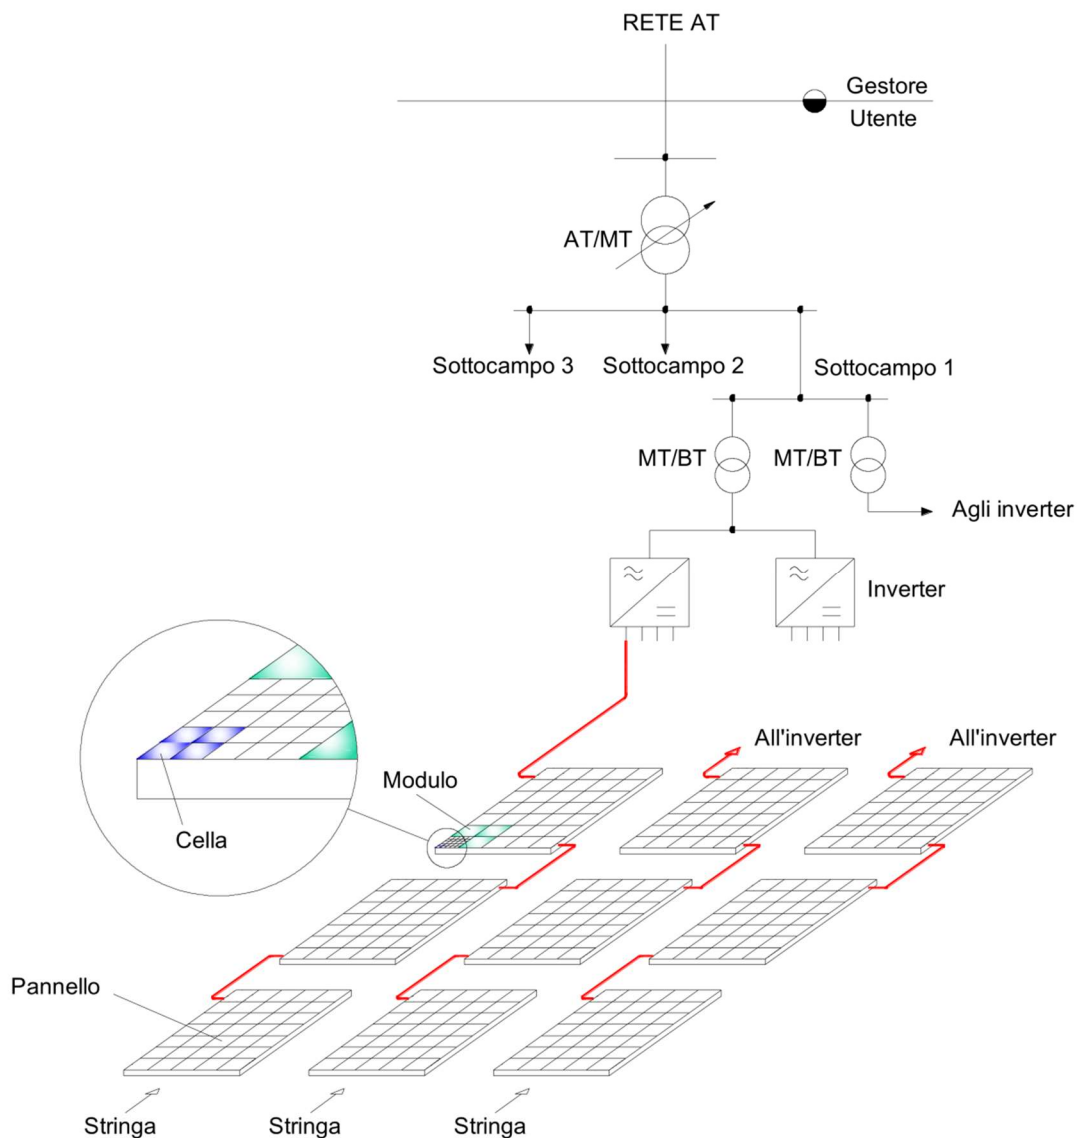 RETE AT
Gestore
Utente
AT/MT
Sottocampo 3
Sottocampo 2
Sottocampo 1
MT/BT
MT/BT
Agli inverter
Inverter
All'inverter
All'inverter
Modulo
Cella
Pannello
Stringa
Stringa
Stringa